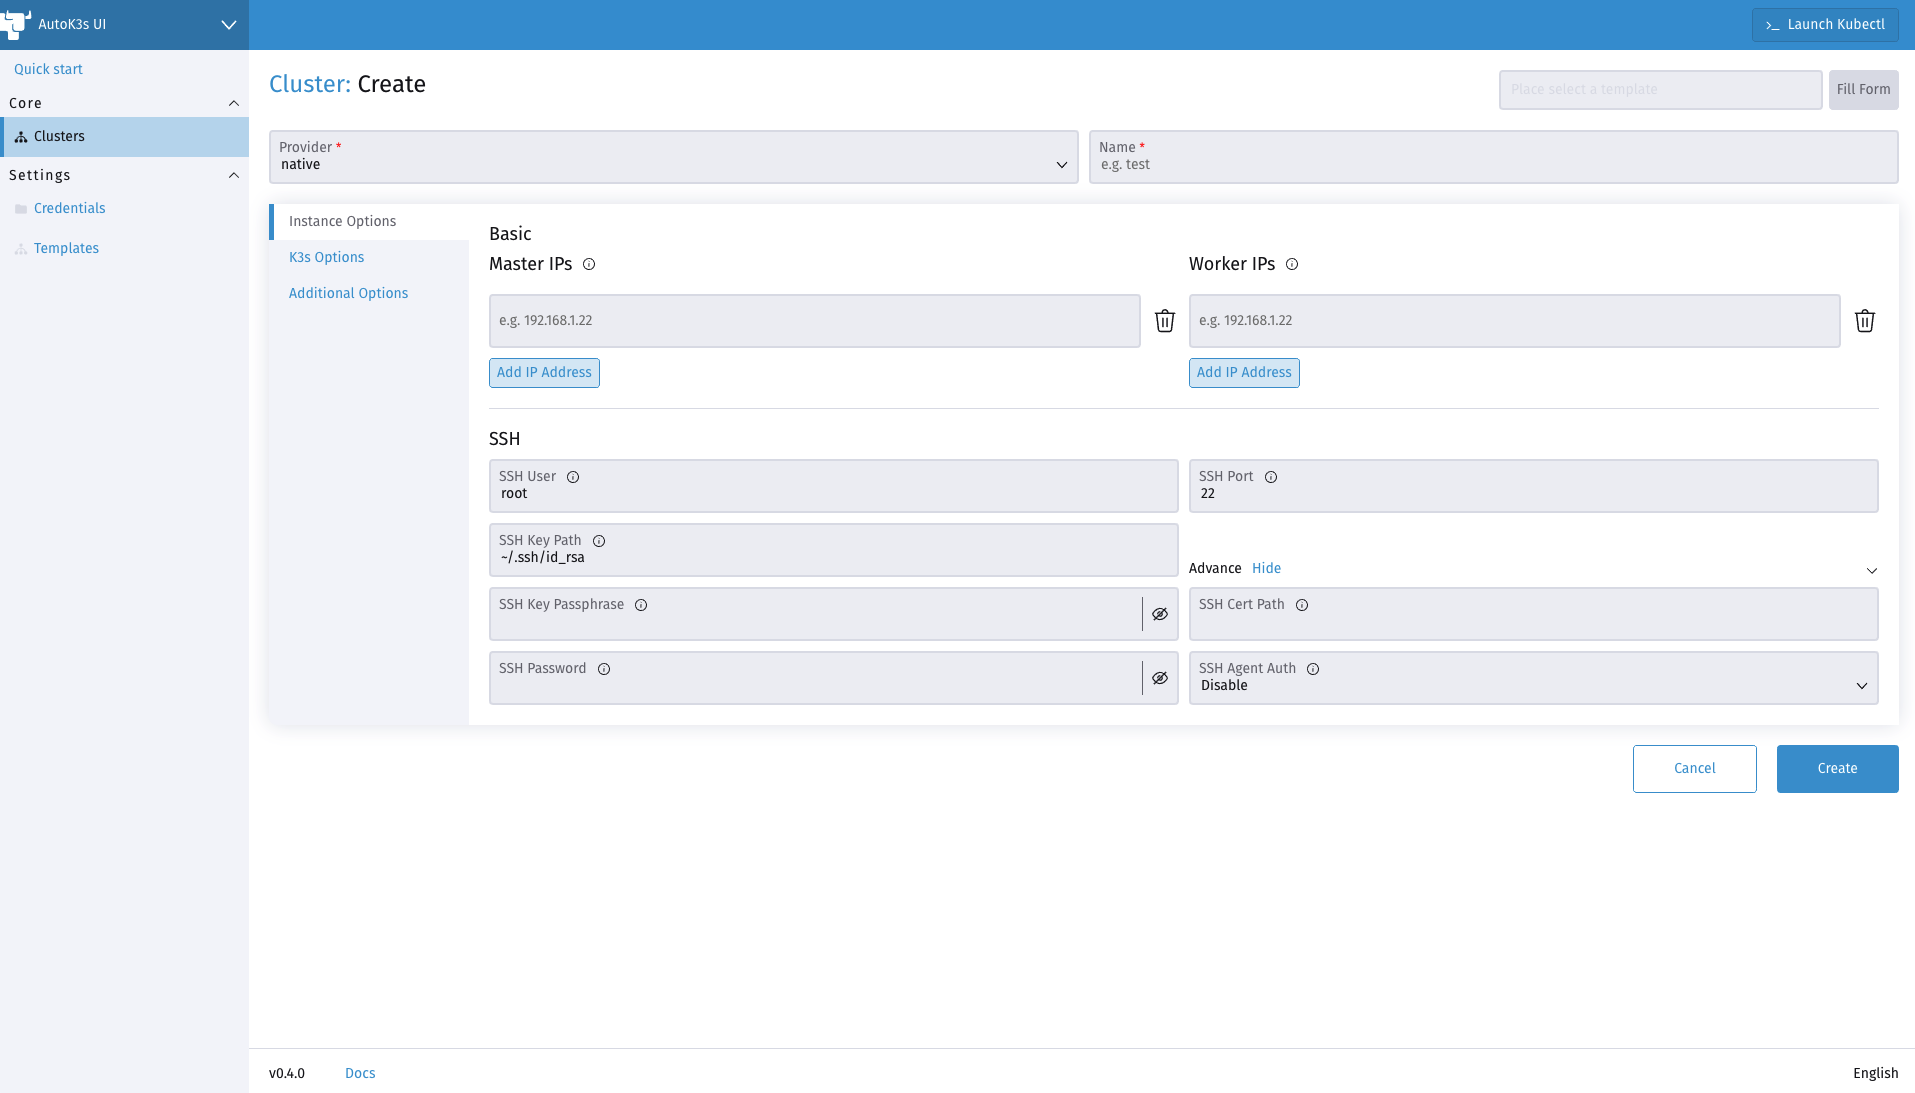 AutoK3s UI
Launch Kubectl
Quick start
Core
Clusters
Settings
Credentials
Templates
Cluster: Create
Place select a template
Fill Form
Provider *
native
Name *
e.g. test
Instance Options
K3s Options
Additional Options
Basic
Master IPs
Worker IPs
e.g. 192.168.1.22
e.g. 192.168.1.22
Add IP Address
Add IP Address
SSH
SSH User
root
SSH Port
22
SSH Key Path
~/.ssh/id_rsa
Advance Hide
SSH Key Passphrase
SSH Cert Path
SSH Password
SSH Agent Auth
Disable
Cancel
Create
v0.4.0
Docs
English